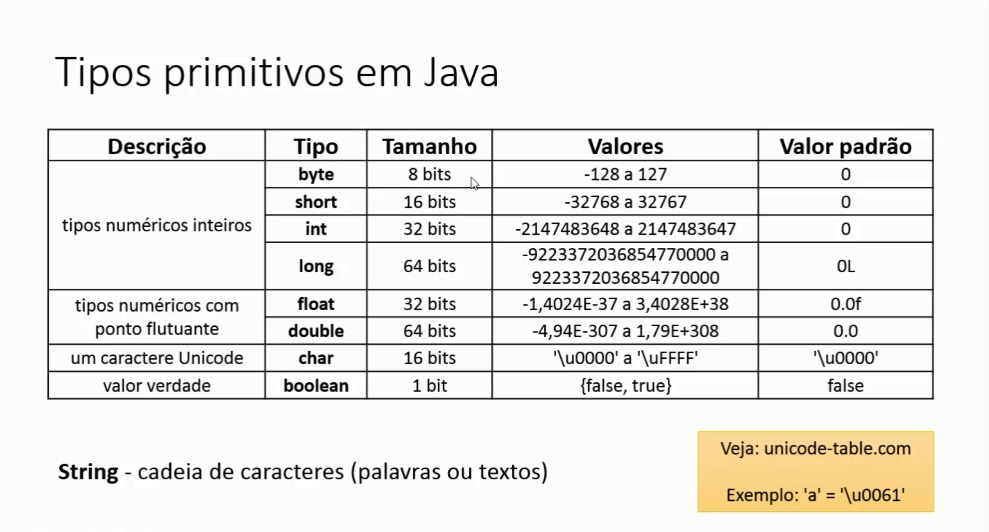 Tipos primitivos em Java
Descrição Tipo Tamanho Valores Valor padrão
tipos numéricos inteiros
byte 8 bits -128 a 127 0
short 16 bits -32768 a 32767 0
int 32 bits -2147483648 a 2147483647 0
long 64 bits -9223372036854770000 a
9223372036854770000 0L
tipos numéricos com
ponto flutuante
float 32 bits -1,4024E-37 a 3,4028E+38 0.0f
double 64 bits -4,94E-307 a 1,79E+308 0.0
um caractere Unicode char 16 bits '\u0000' a '\uFFFF' '\u0000'
valor verdade boolean 1 bit {false, true} false
String - cadeia de caracteres (palavras ou textos)
Veja: unicode-table.com
Exemplo: 'a' = '\u0061'